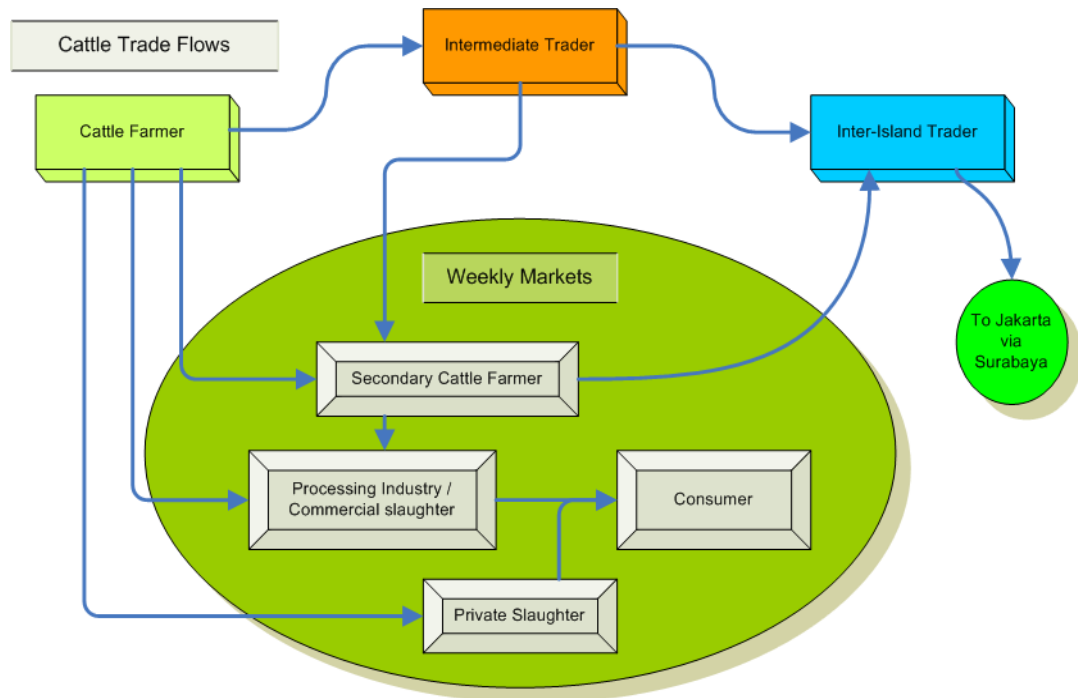 Cattle Trade Flows
Intermediate Trader
Cattle Farmer
Inter-Island Trader
Weekly Markets
To Jakarta
via
Surabaya
Secondary Cattle Farmer
Processing Industry /
Commercial slaughter
Consumer
Private Slaughter